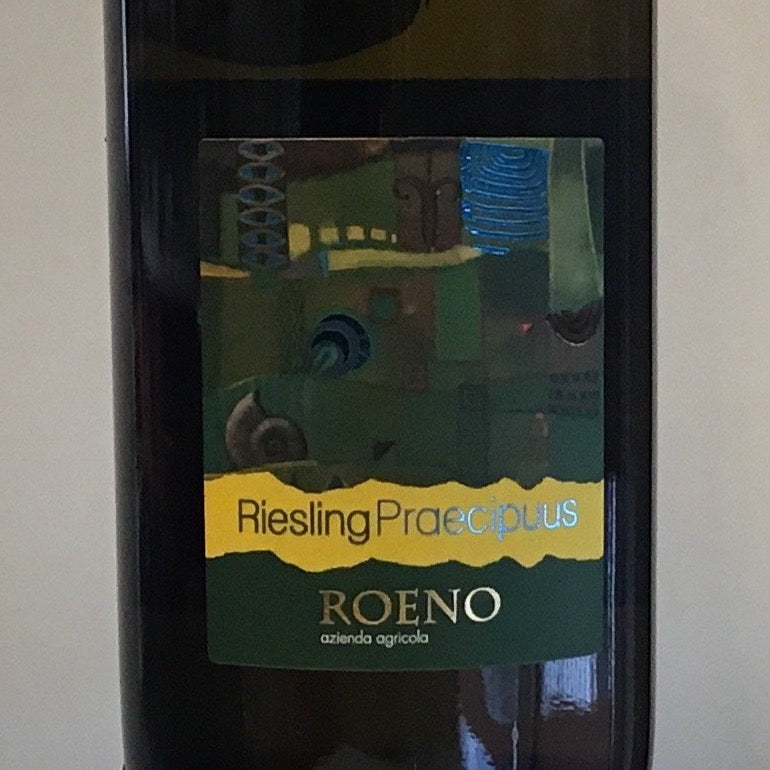 Riesling Praecipuus
ROENO
azienda agricola